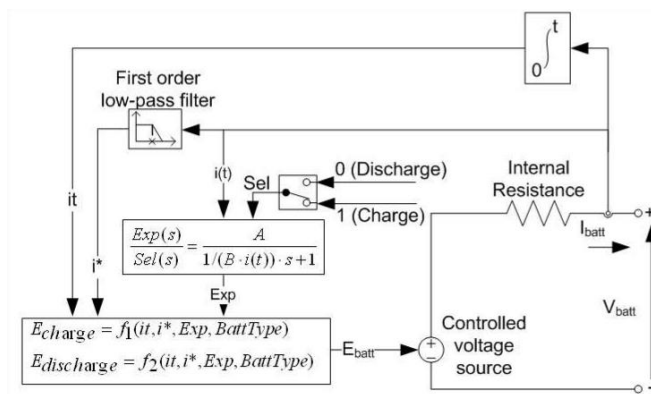 t
0
First order
low-pass filter
i(t)
Sel
0 (Discharge)
1 (Charge)
Internal
Resistance
it
i*
Exp(s) / Sel(s) = A / 1/(B·i(t))·s+1
Exp
I_batt
+
V_batt
E_charge = f_1(it,i*,Exp,BattType)
E_discharge = f_2(it,i*,Exp,BattType)
E_batt
+
−
Controlled
voltage
source